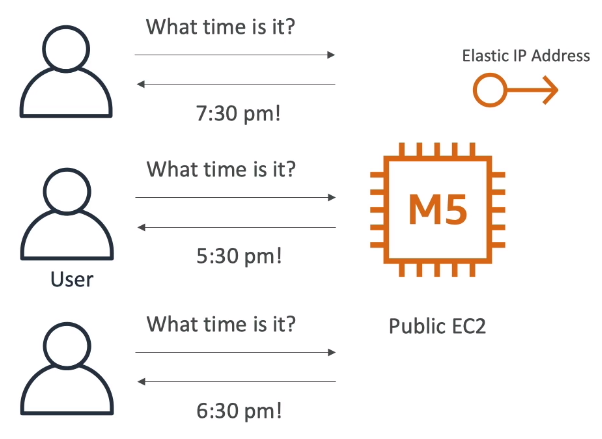 What time is it?
Elastic IP Address
7:30 pm!
What time is it?
M5
5:30 pm!
User
What time is it?
Public EC2
6:30 pm!